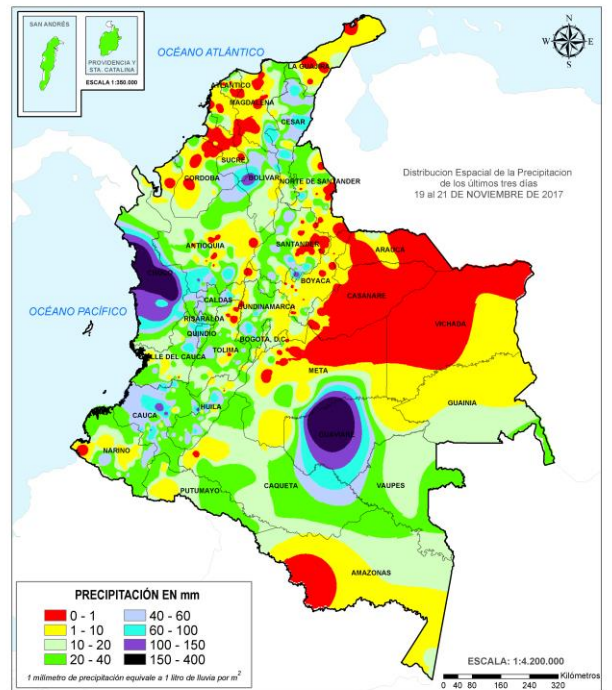 SAN ANDRÉS
PROVIDENCIA Y
STA. CATALINA
ESCALA 1:350.000
OCÉANO ATLÁNTICO
N
W
E
S
LA GUAJIRA
ATLANTICO
MAGDALENA
CESAR
SUCRE
CORDOBA
BOLIVAR
NORTE DE SANTANDER
Distribucion Espacial de la Precipitacion
de los últimos tres días
19 al 21 DE NOVIEMBRE DE 2017
ANTIOQUIA
SANTANDER
ARAUCA
BOYACA
CHOCO
CASANARE
OCÉANO PACÍFICO
CALDAS
CUNDINAMARCA
VICHADA
RISARALDA
QUINDIO
BOGOTA, D.C.
TOLIMA
VALLE DEL CAUCA
META
GUAINIA
CAUCA
HUILA
GUAVIARE
NARIÑO
CAQUETA
VAUPES
PUTUMAYO
AMAZONAS
PRECIPITACIÓN EN mm
0 - 1
40 - 60
1 - 10
60 - 100
10 - 20
100 - 150
20 - 40
150 - 400
1 milímetro de precipitación equivale a 1 litro de lluvia por m2
ESCALA: 1:4.200.000
Kilómetros
0 40 80 160 240 320